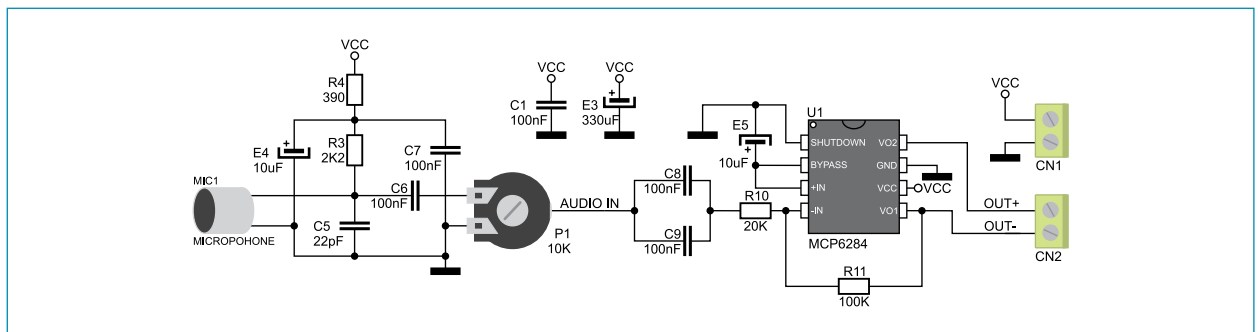 VCC
R4
390
E4
10uF
R3
2K2
C7
100nF
MIC1
MICROPOHONE
C6
100nF
C5
22pF
P1
10K
VCC
C1
100nF
VCC
E3
330uF
AUDIO IN
C8
100nF
C9
100nF
R10
20K
E5
10uF
U1
SHUTDOWN
BYPASS
+IN
-IN
VO2
GND
VCC
VO1
VCC
MCP6284
R11
100K
VCC
CN1
OUT+
OUT-
CN2